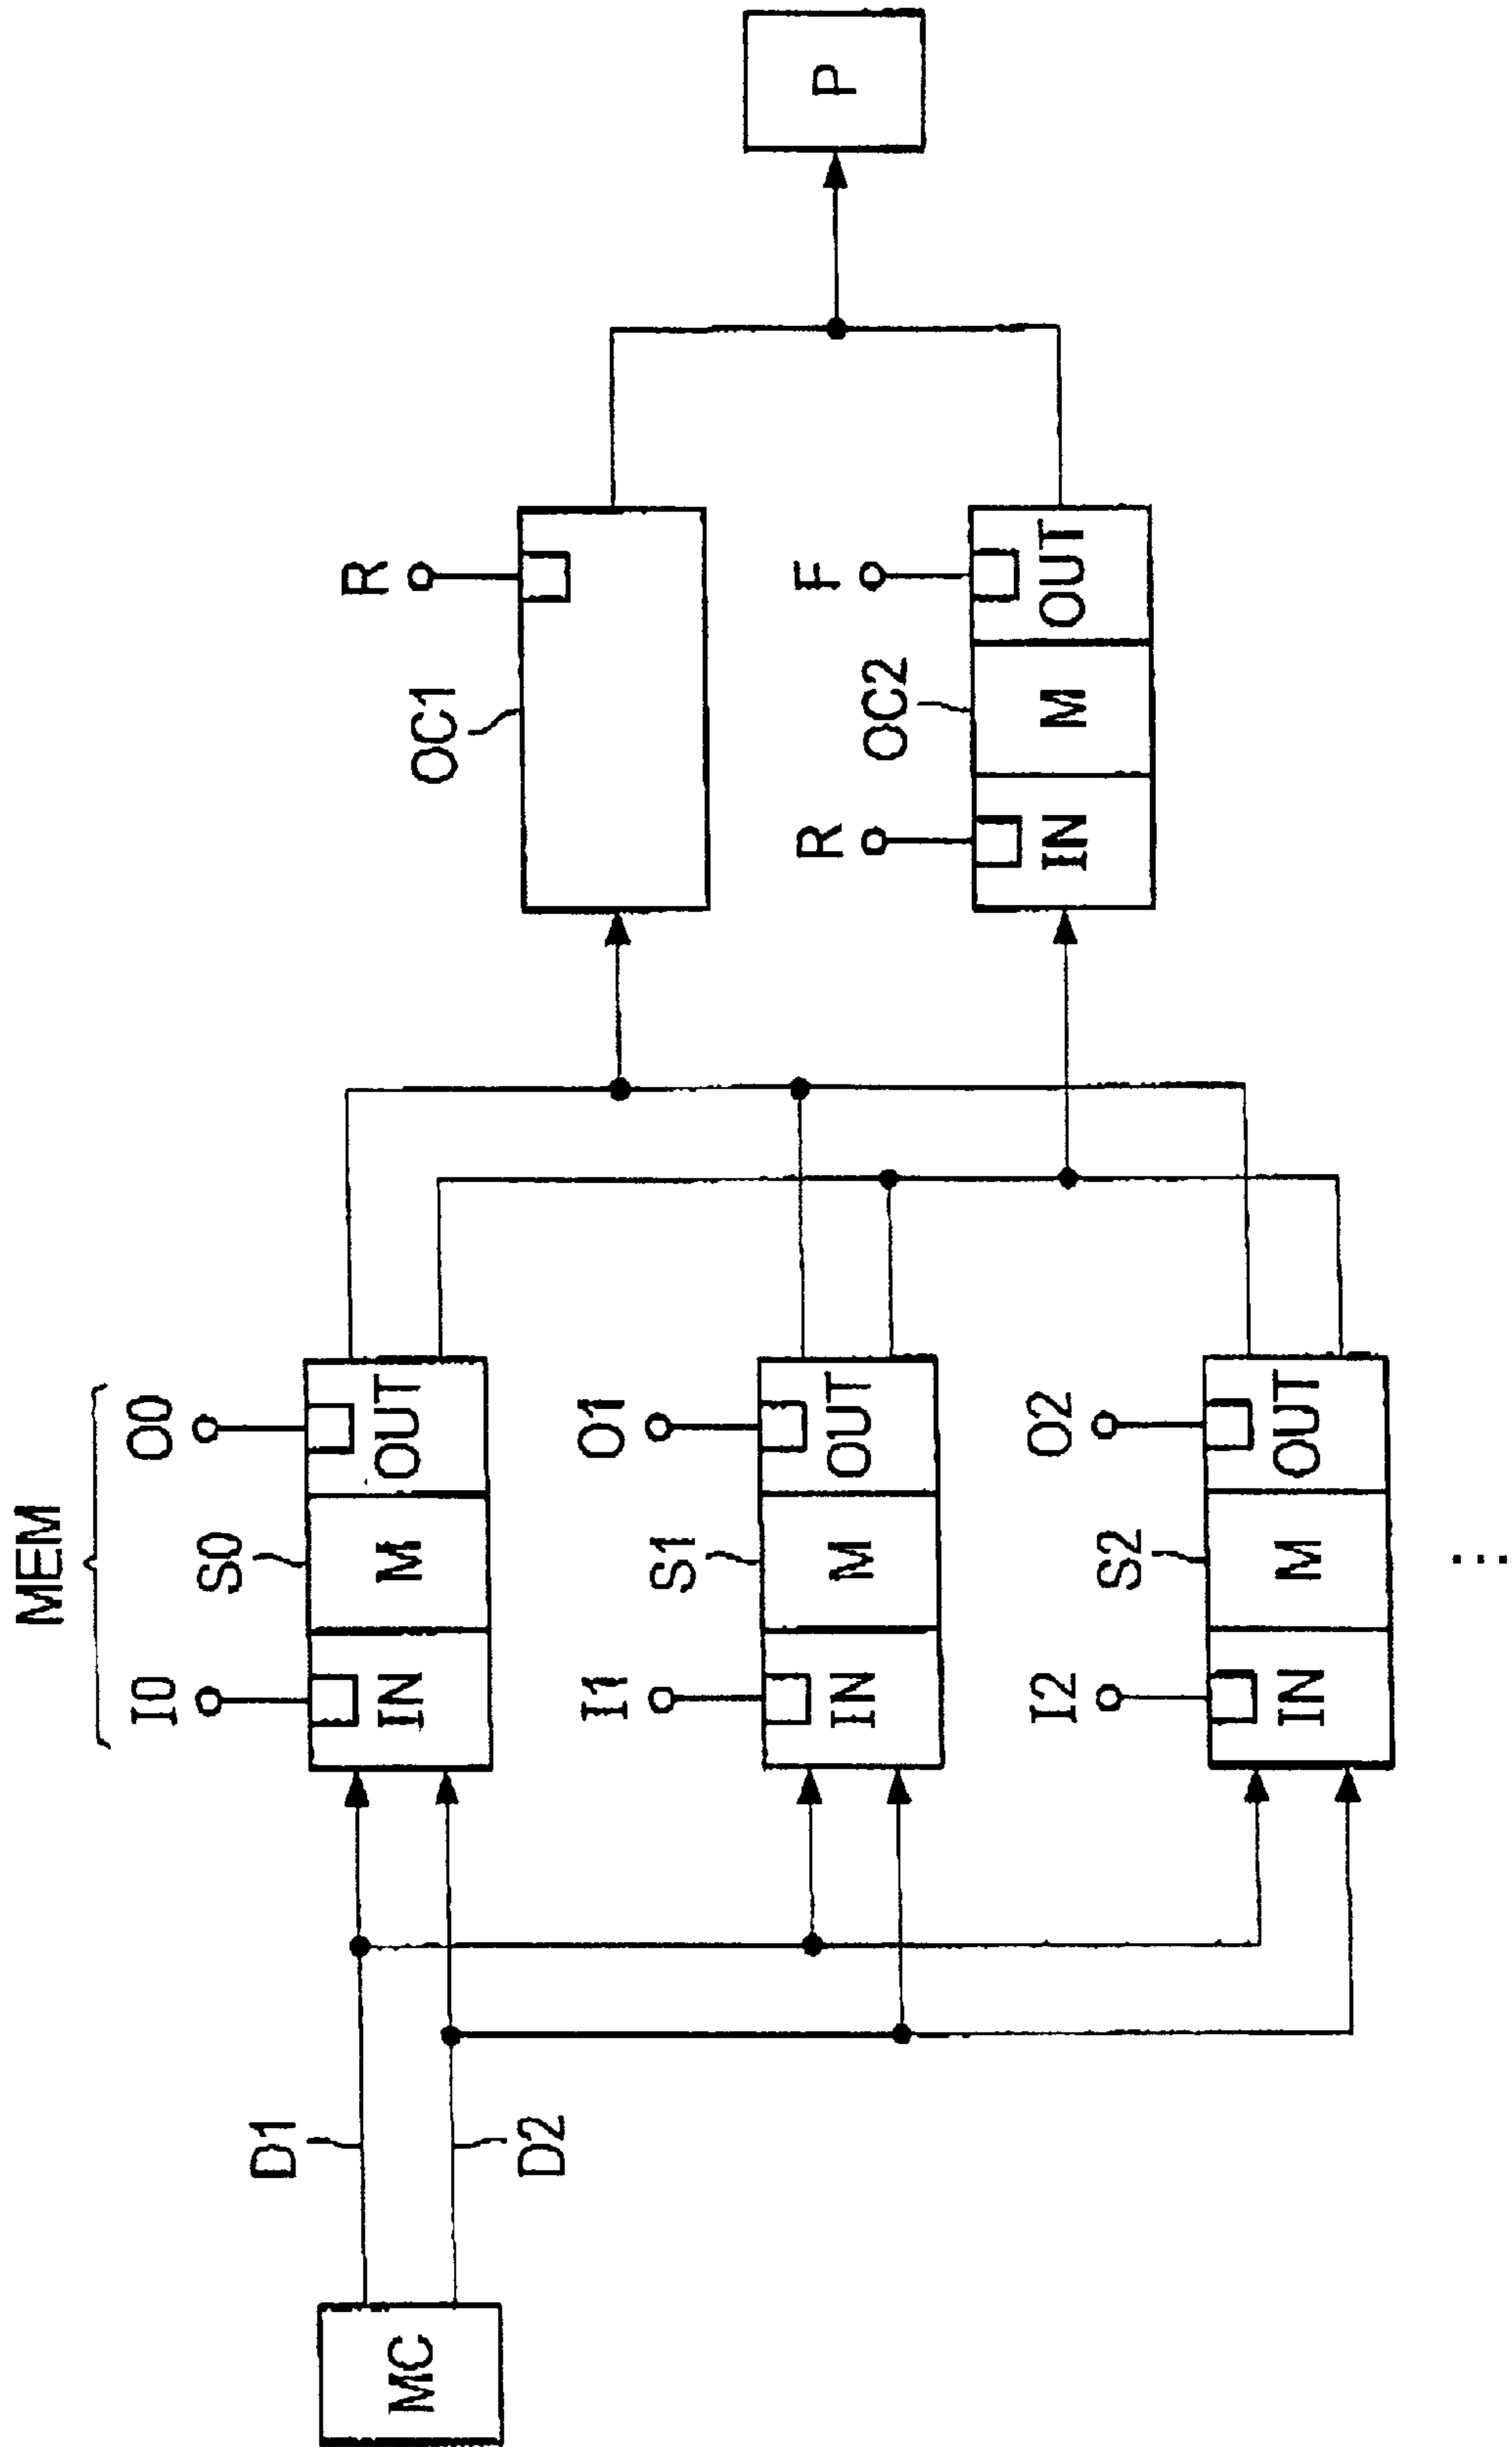 MEM
I0
O0
S0
IN
M
OUT
R
OC1
D1
MC
D2
I1
O1
S1
IN
M
OUT
R
F
OC2
IN
M
OUT
P
I2
O2
S2
IN
M
OUT
...